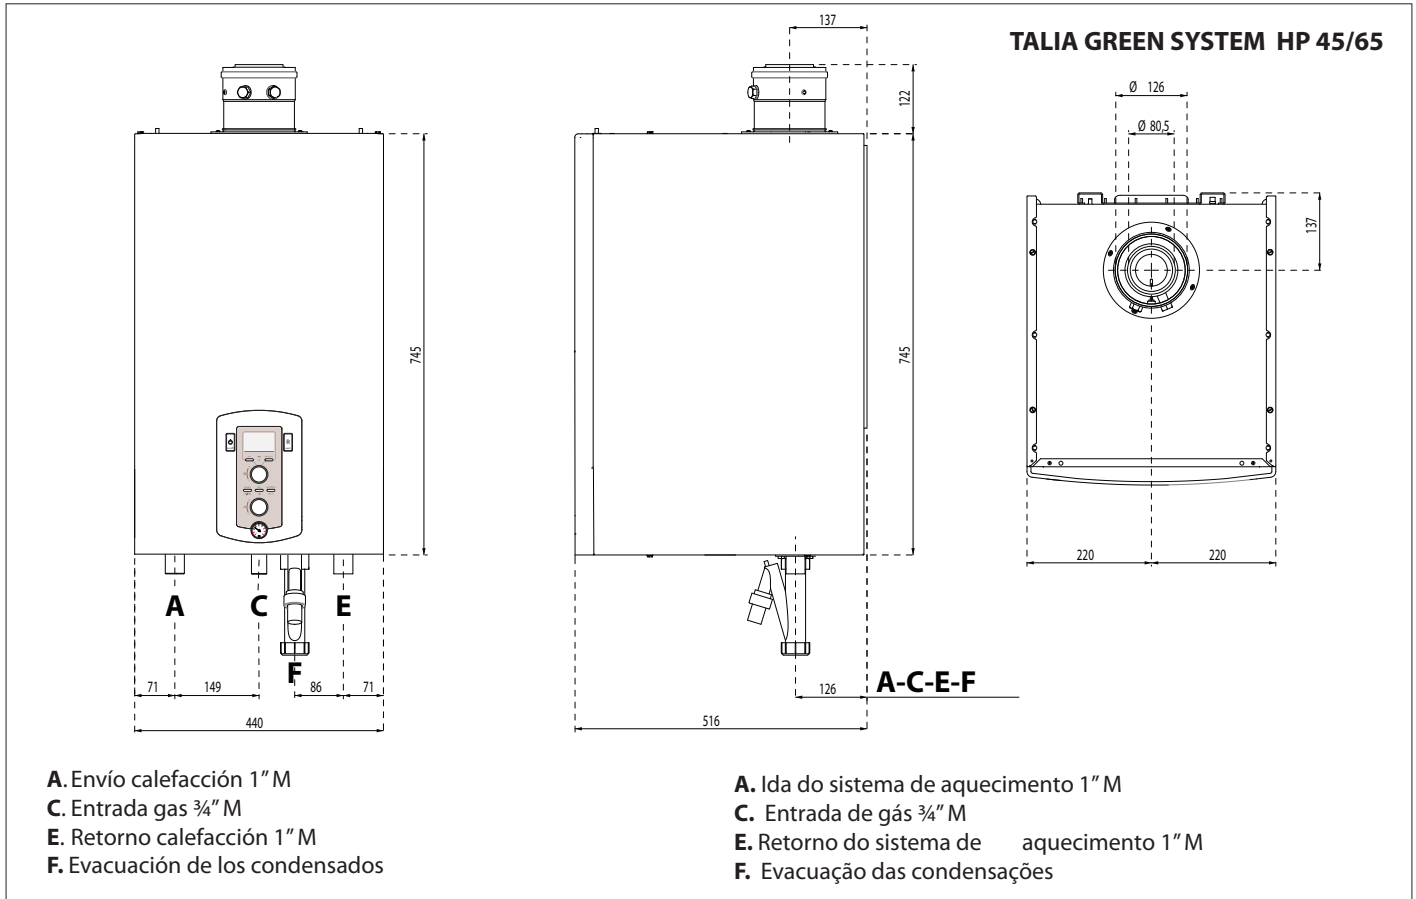 137
TALIA GREEN SYSTEM HP 45/65
122
Ø 126
Ø 80,5
137
745
745
220 220
A C E
F
71 149 86 71
440
126 A-C-E-F
516
A. Envío calefacción 1” M
C. Entrada gas ¾” M
E. Retorno calefacción 1” M
F. Evacuación de los condensados
A. Ida do sistema de aquecimento 1” M
C. Entrada de gás ¾” M
E. Retorno do sistema de aquecimento 1” M
F. Evacuação das condensações